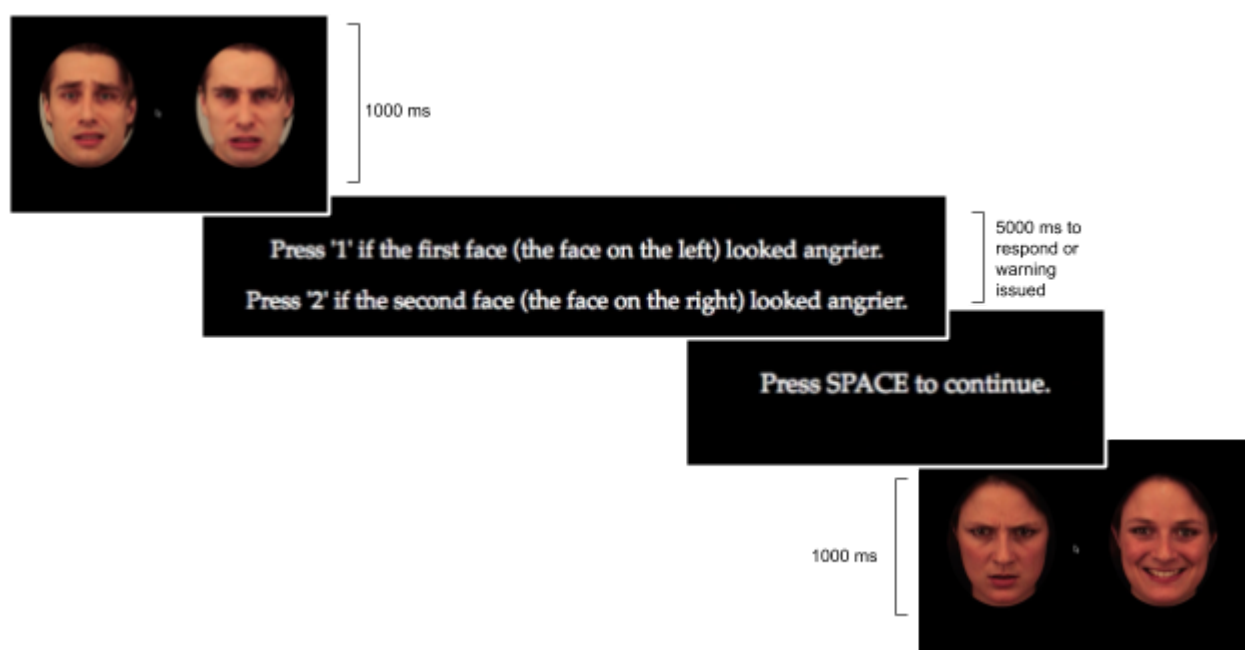 1000 ms
Press '1' if the first face (the face on the left) looked angrier.
Press '2' if the second face (the face on the right) looked angrier.
5000 ms to
respond or
warning
issued
Press SPACE to continue.
1000 ms